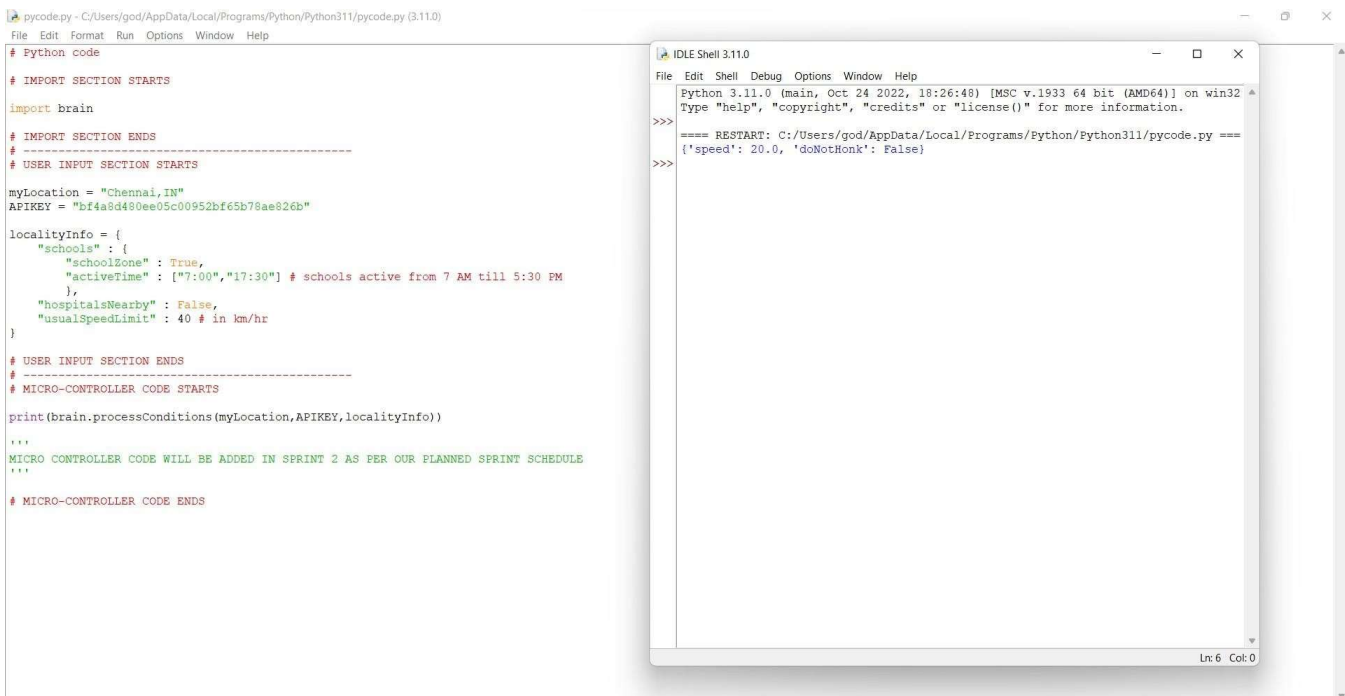 pycode.py - C:/Users/god/AppData/Local/Programs/Python/Python311/pycode.py (3.11.0)
File Edit Format Run Options Window Help
# Python code
# IMPORT SECTION STARTS
import brain
# IMPORT SECTION ENDS
# -----------------------------------------------
# USER INPUT SECTION STARTS
myLocation = "Chennai,IN"
APIKEY = "bf4a8d480ee05c00952bf65b78ae826b"
localityInfo = {
    "schools" : {
        "schoolZone" : True,
        "activeTime" : ["7:00","17:30"] # schools active from 7 AM till 5:30 PM
        },
    "hospitalsNearby" : False,
    "usualSpeedLimit" : 40 # in km/hr
}
# USER INPUT SECTION ENDS
# -----------------------------------------------
# MICRO-CONTROLLER CODE STARTS
print(brain.processConditions(myLocation,APIKEY,localityInfo))
'''
MICRO CONTROLLER CODE WILL BE ADDED IN SPRINT 2 AS PER OUR PLANNED SPRINT SCHEDULE
'''
# MICRO-CONTROLLER CODE ENDS
IDLE Shell 3.11.0
File Edit Shell Debug Options Window Help
Python 3.11.0 (main, Oct 24 2022, 18:26:48) [MSC v.1933 64 bit (AMD64)] on win32
Type "help", "copyright", "credits" or "license()" for more information.
>>>
==== RESTART: C:/Users/god/AppData/Local/Programs/Python/Python311/pycode.py ===
{'speed': 20.0, 'doNotHonk': False}
>>>
Ln: 6 Col: 0